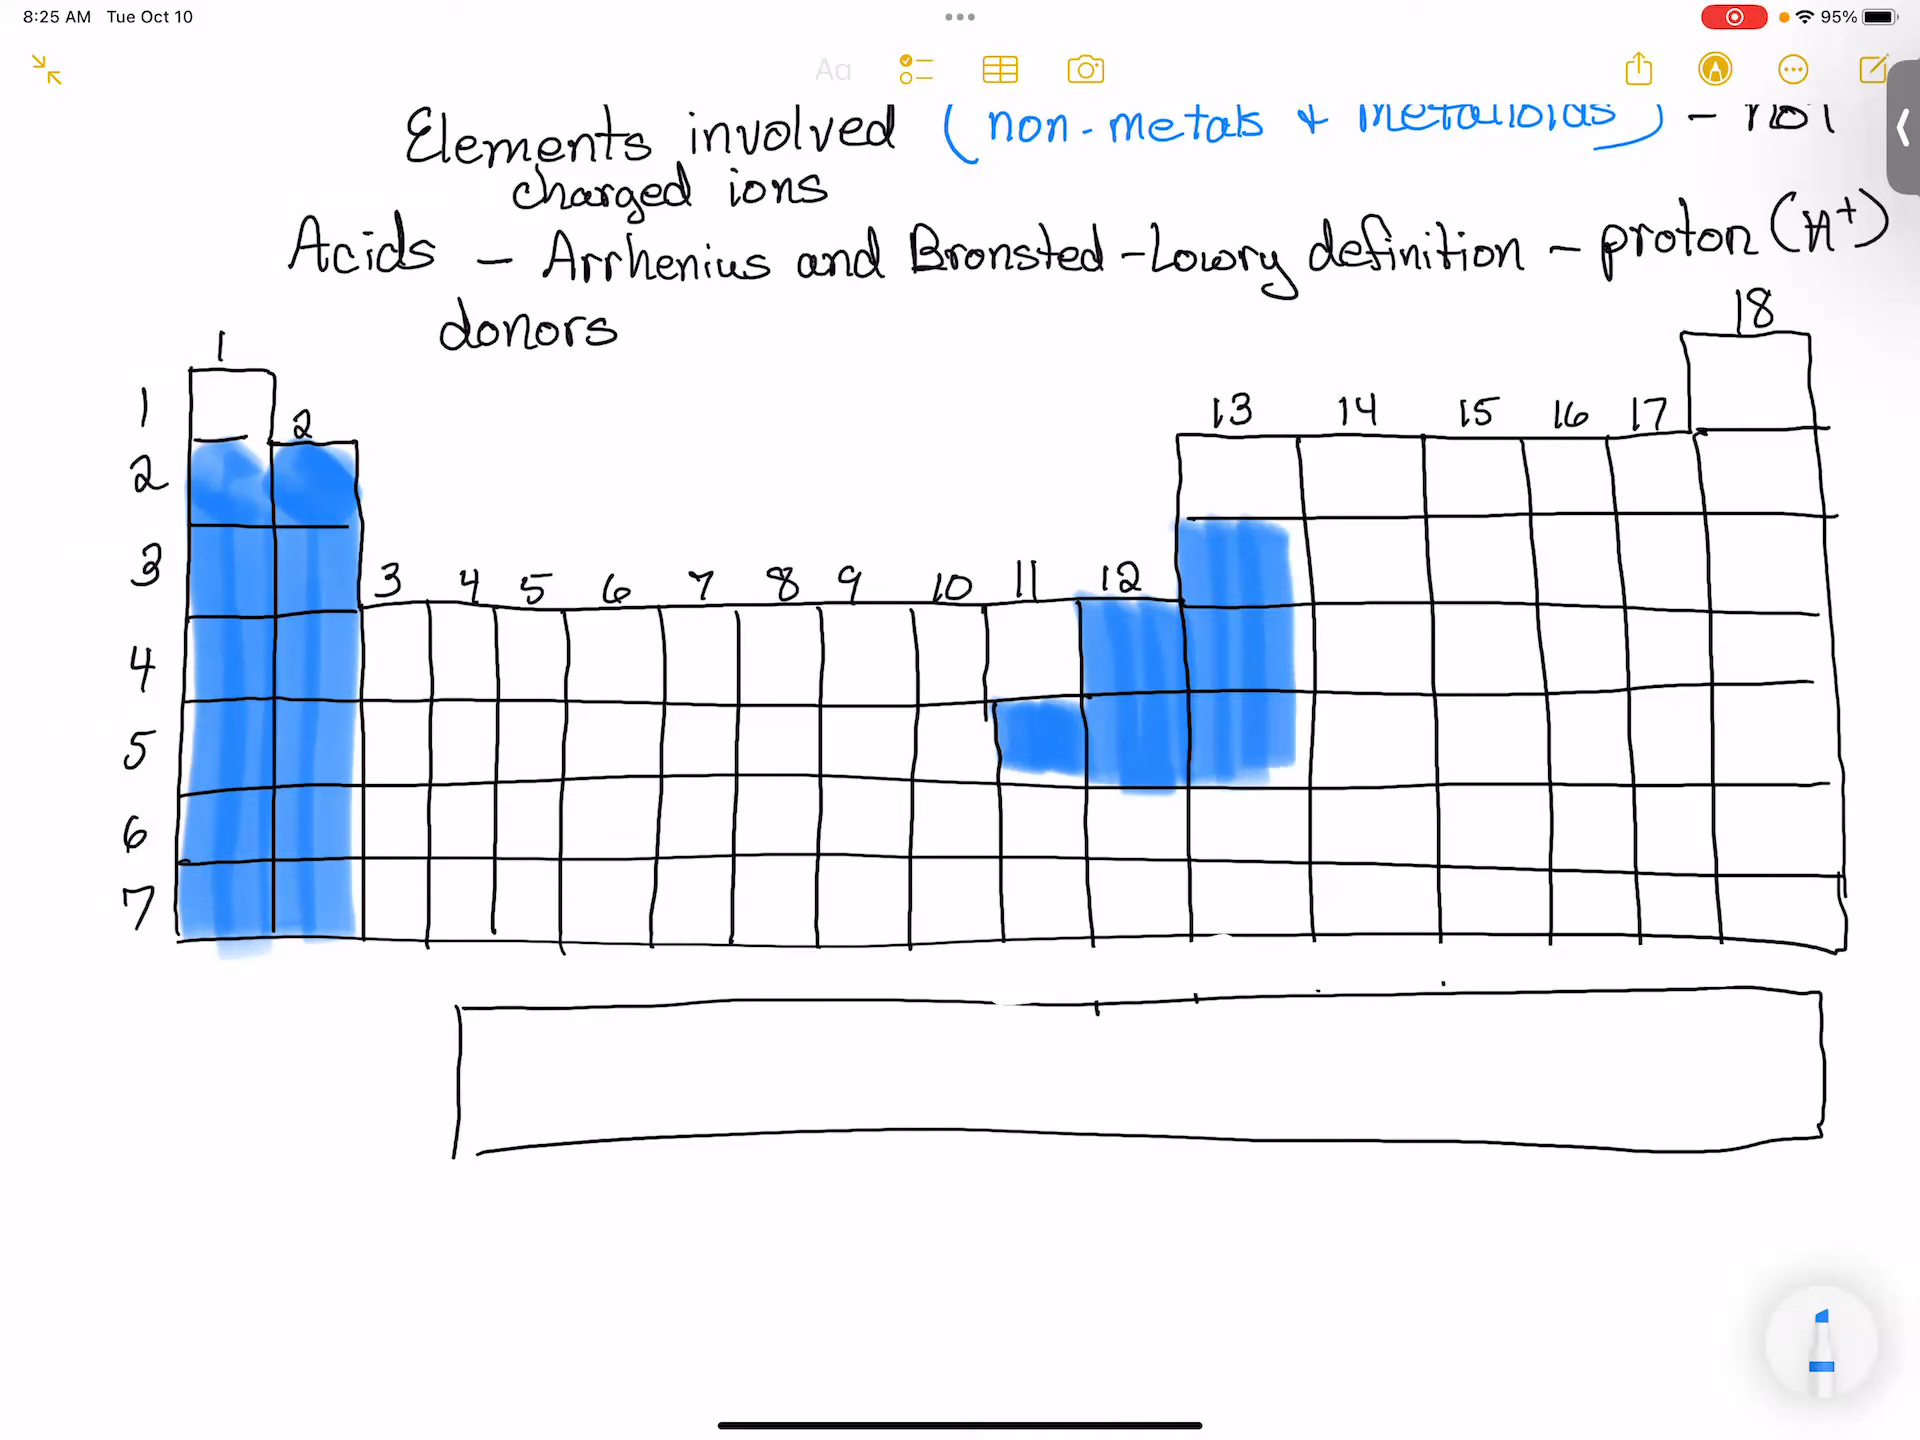 8:25 AM Tue Oct 10 95%
Aa
Elements involved (non-metals + metalloids) - not
charged ions
Acids - Arrhenius and Bronsted-Lowry definition - proton (H+)
donors
18
1
1 2 13 14 15 16 17
2
3 3 4 5 6 7 8 9 10 11 12
4
5
6
7